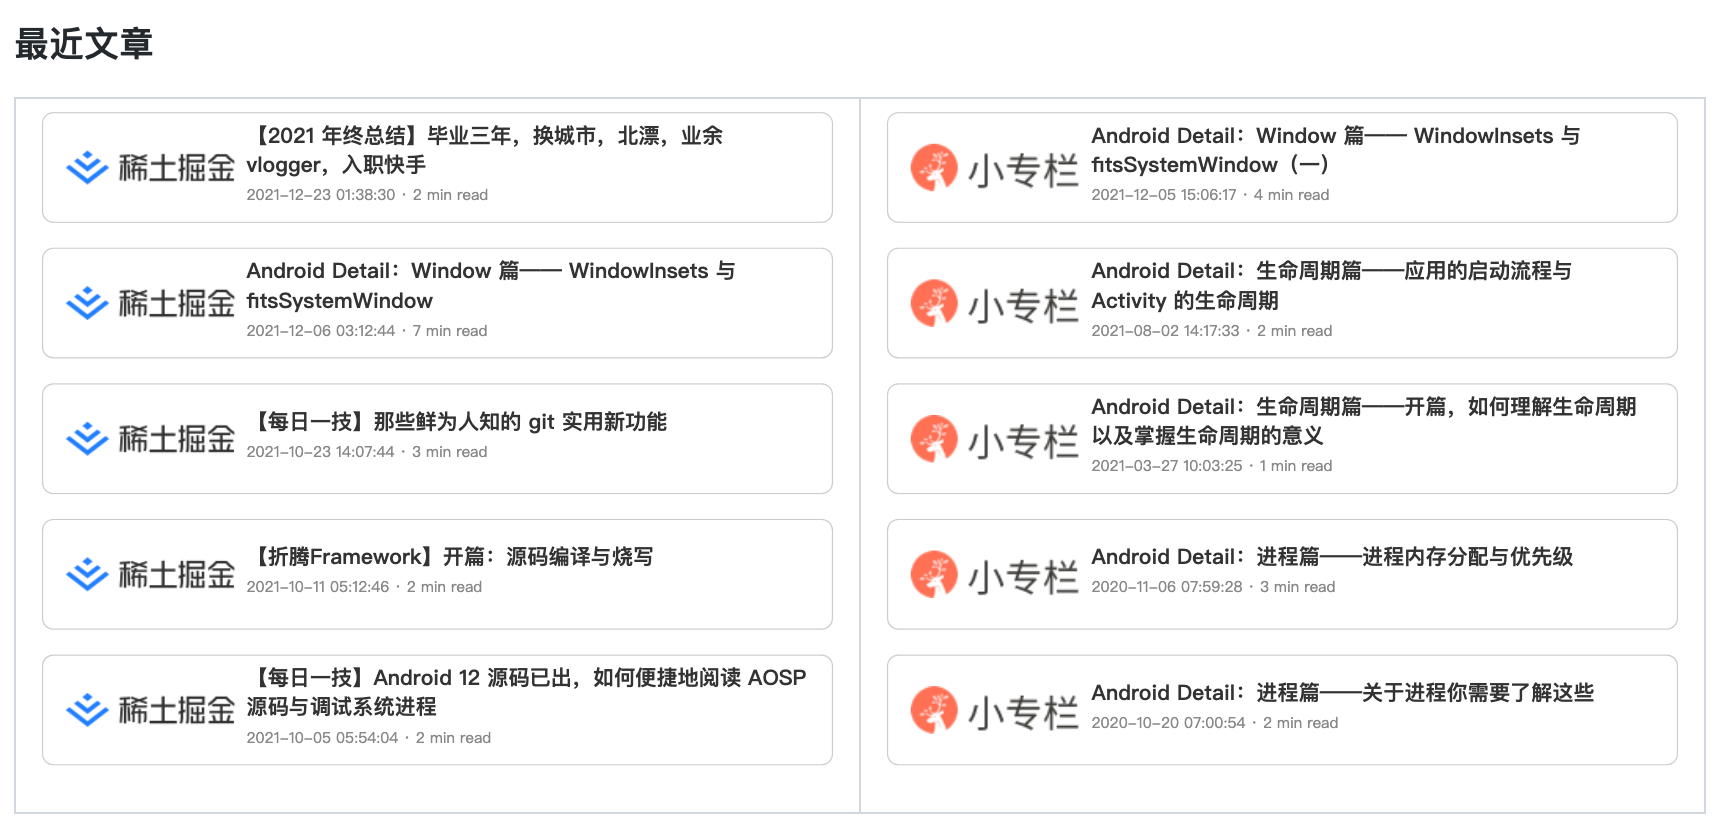 最近文章
稀土掘金
【2021 年终总结】毕业三年，换城市，北漂，业余
vlogger，入职快手
2021-12-23 01:38:30 · 2 min read
稀土掘金
Android Detail：Window 篇—— WindowInsets 与
fitsSystemWindow
2021-12-06 03:12:44 · 7 min read
稀土掘金
【每日一技】那些鲜为人知的 git 实用新功能
2021-10-23 14:07:44 · 3 min read
稀土掘金
【折腾Framework】开篇：源码编译与烧写
2021-10-11 05:12:46 · 2 min read
稀土掘金
【每日一技】Android 12 源码已出，如何便捷地阅读 AOSP
源码与调试系统进程
2021-10-05 05:54:04 · 2 min read
小专栏
Android Detail：Window 篇—— WindowInsets 与
fitsSystemWindow（一）
2021-12-05 15:06:17 · 4 min read
小专栏
Android Detail：生命周期篇——应用的启动流程与
Activity 的生命周期
2021-08-02 14:17:33 · 2 min read
小专栏
Android Detail：生命周期篇——开篇，如何理解生命周期
以及掌握生命周期的意义
2021-03-27 10:03:25 · 1 min read
小专栏
Android Detail：进程篇——进程内存分配与优先级
2020-11-06 07:59:28 · 3 min read
小专栏
Android Detail：进程篇——关于进程你需要了解这些
2020-10-20 07:00:54 · 2 min read